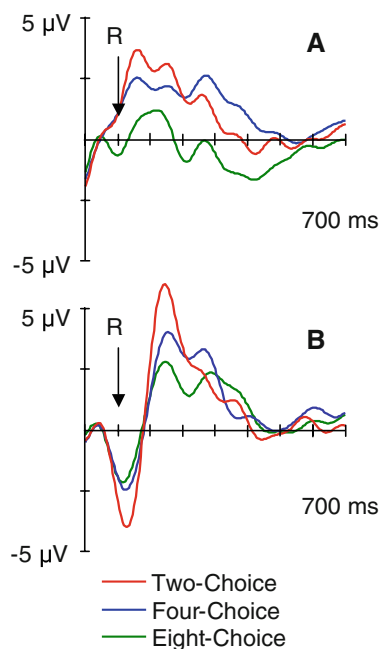 5 µV
R
A
700 ms
-5 µV
5 µV
R
B
700 ms
-5 µV
Two-Choice
Four-Choice
Eight-Choice